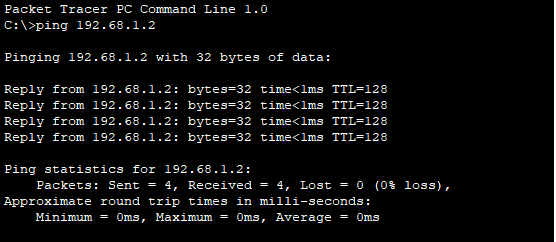 Packet Tracer PC Command Line 1.0
C:\>ping 192.68.1.2
Pinging 192.68.1.2 with 32 bytes of data:
Reply from 192.68.1.2: bytes=32 time<1ms TTL=128
Reply from 192.68.1.2: bytes=32 time<1ms TTL=128
Reply from 192.68.1.2: bytes=32 time<1ms TTL=128
Reply from 192.68.1.2: bytes=32 time<1ms TTL=128
Ping statistics for 192.68.1.2:
Packets: Sent = 4, Received = 4, Lost = 0 (0% loss),
Approximate round trip times in milli-seconds:
Minimum = 0ms, Maximum = 0ms, Average = 0ms